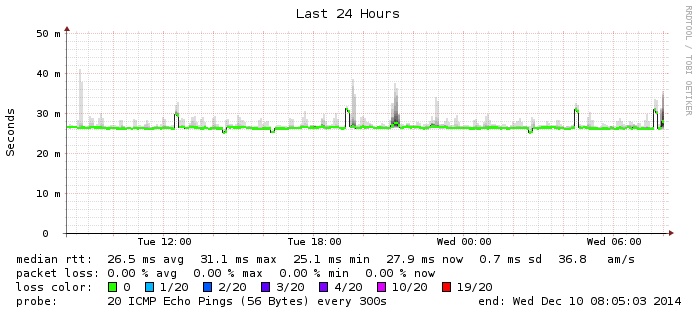 Last 24 Hours
RRDTOOL / TOBI OETIKER
Seconds
50 m
40 m
30 m
20 m
10 m
0
Tue 12:00 Tue 18:00 Wed 00:00 Wed 06:00
median rtt: 26.5 ms avg 31.1 ms max 25.1 ms min 27.9 ms now 0.7 ms sd 36.8 am/s
packet loss: 0.00 % avg 0.00 % max 0.00 % min 0.00 % now
loss color: 0 1/20 2/20 3/20 4/20 10/20 19/20
probe: 20 ICMP Echo Pings (56 Bytes) every 300s end: Wed Dec 10 08:05:03 2014